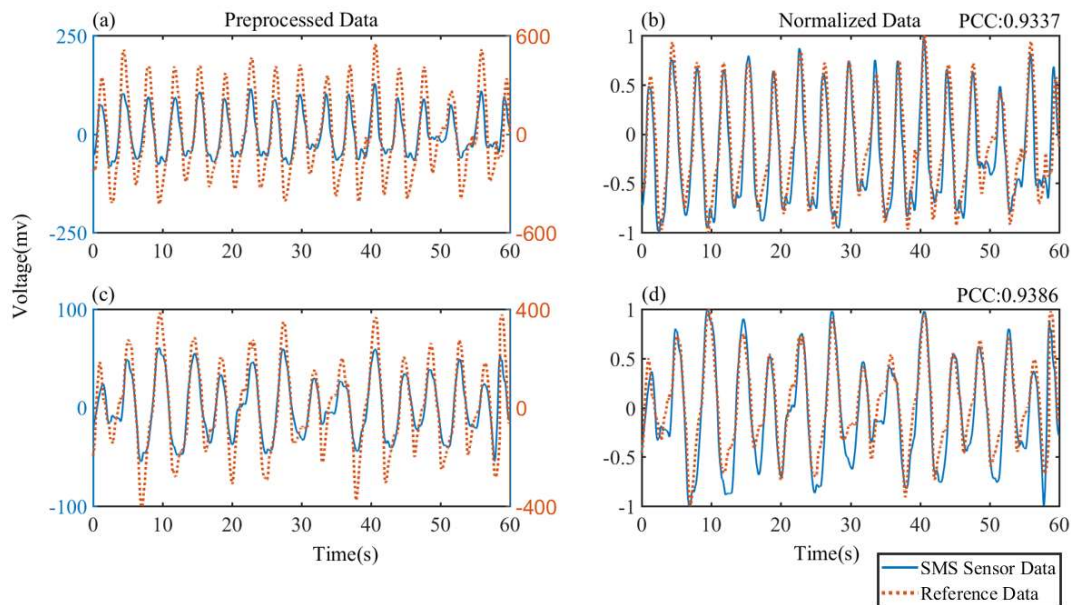 (a) Preprocessed Data
(b) Normalized Data PCC:0.9337
250 600
1
100
0.5
0 0
0
-100
-0.5
-250 -600
-1
0 10 20 30 40 50 60
0 10 20 30 40 50 60
Voltage(mv)
(c)
(d) PCC:0.9386
100 400
1
0.5
0 0
0
-0.5
-100 -400
-1
0 10 20 30 40 50 60
0 10 20 30 40 50 60
Time(s)
Time(s)
SMS Sensor Data
Reference Data